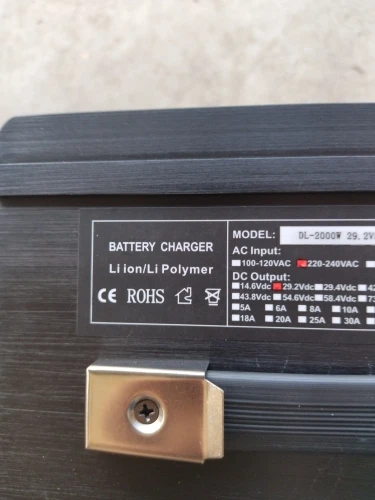 BATTERY CHARGER
Li ion/Li Polymer
CE ROHS
MODEL: DL-2000W 29.2V
AC Input:
100-120VAC 220-240VAC
DC Output:
14.6Vdc 29.2Vdc 29.4Vdc 42
43.8Vdc 54.6Vdc 58.4Vdc 73
5A 6A 8A 10A
18A 20A 25A 30A